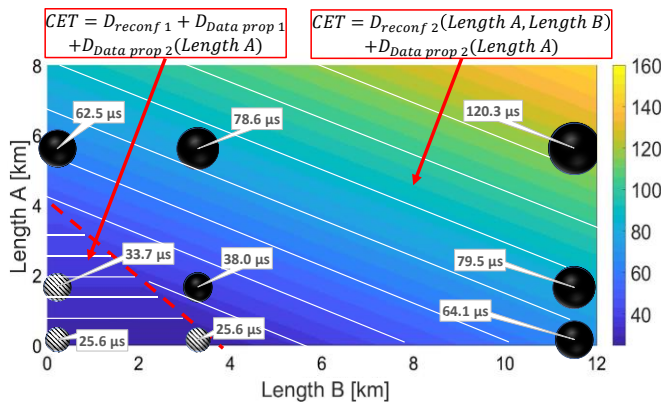 CET = D_reconf 1 + D_Data prop 1
+D_Data prop 2(Length A)
CET = D_reconf 2(Length A, Length B)
+D_Data prop 2(Length A)
8
6
4
2
0
Length A [km]
62.5 µs
78.6 µs
120.3 µs
33.7 µs
38.0 µs
79.5 µs
25.6 µs
25.6 µs
64.1 µs
0
2
4
6
8
10
12
Length B [km]
160
140
120
100
80
60
40